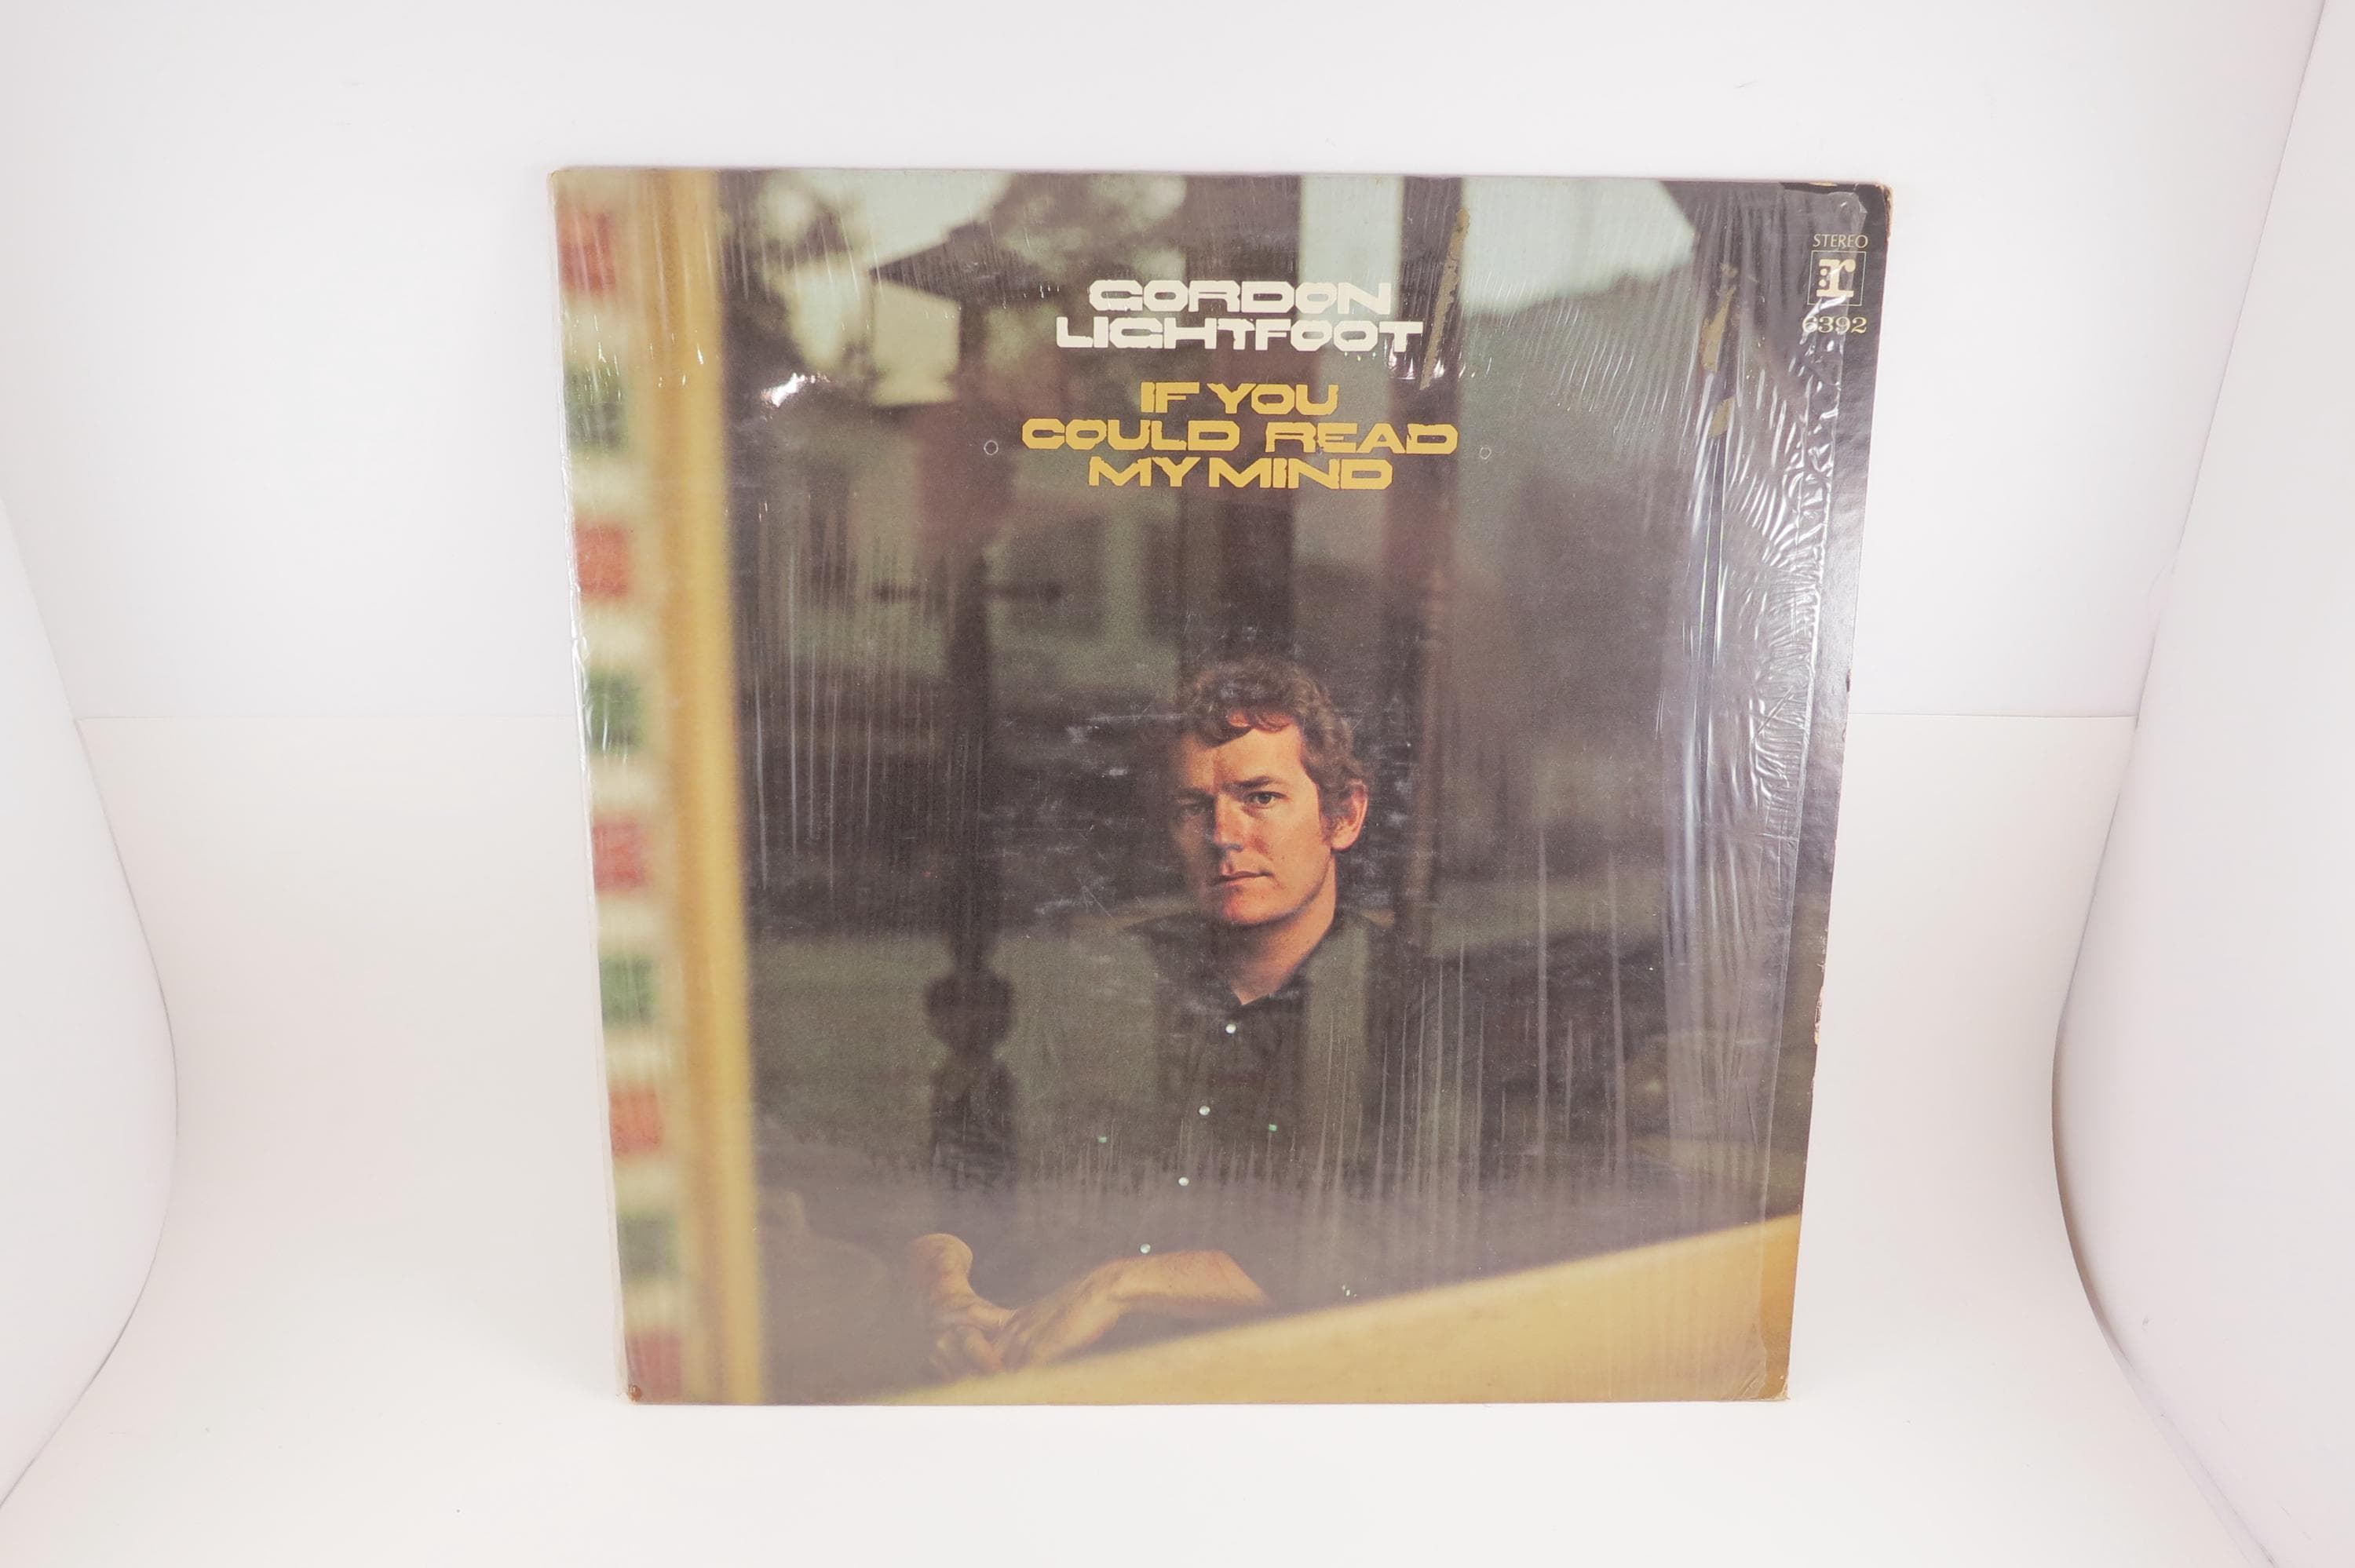 GORDON
LIGHTFOOT
IF YOU
COULD READ
MY MIND
STEREO
:r
6392